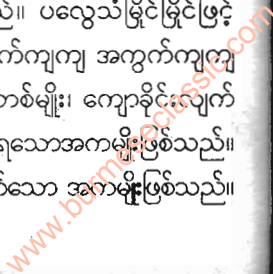 ည်။ ပလွေသံမြိုင်မြိုင်ဖြင့်
က်ကျကျ အကွက်ကျကျ
တစ်မျိုး၊ ကျောခိုင်းလျက်
ရသောအကမျိုးဖြစ်သည်။
သော အကမျိုးဖြစ်သည်။
www.burmeseclassic.com